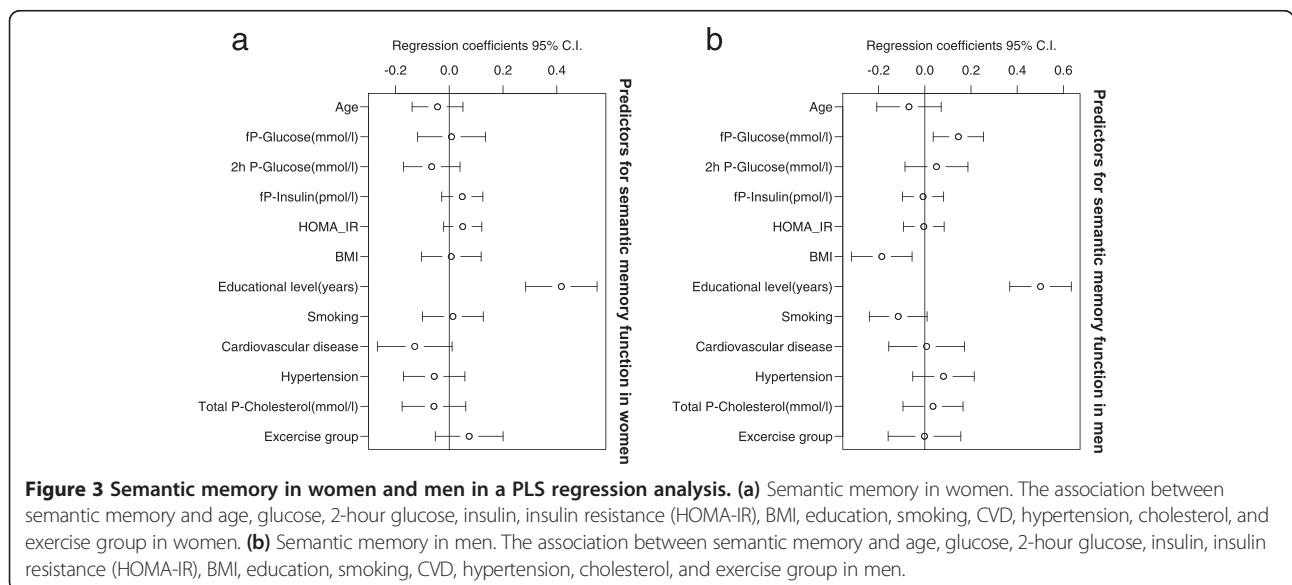 a
Regression coefficients 95% C.I.
-0.2 0.0 0.2 0.4
Age
fP-Glucose(mmol/l)
2h P-Glucose(mmol/l)
fP-Insulin(pmol/l)
HOMA_IR
BMI
Educational level(years)
Smoking
Cardiovascular disease
Hypertension
Total P-Cholesterol(mmol/l)
Excercise group
Predictors for semantic memory function in women
b
Regression coefficients 95% C.I.
-0.2 0.0 0.2 0.4 0.6
Age
fP-Glucose(mmol/l)
2h P-Glucose(mmol/l)
fP-Insulin(pmol/l)
HOMA_IR
BMI
Educational level(years)
Smoking
Cardiovascular disease
Hypertension
Total P-Cholesterol(mmol/l)
Excercise group
Predictors for semantic memory function in men
Figure 3 Semantic memory in women and men in a PLS regression analysis. (a) Semantic memory in women. The association between
semantic memory and age, glucose, 2-hour glucose, insulin, insulin resistance (HOMA-IR), BMI, education, smoking, CVD, hypertension, cholesterol, and
exercise group in women. (b) Semantic memory in men. The association between semantic memory and age, glucose, 2-hour glucose, insulin, insulin
resistance (HOMA-IR), BMI, education, smoking, CVD, hypertension, cholesterol, and exercise group in men.